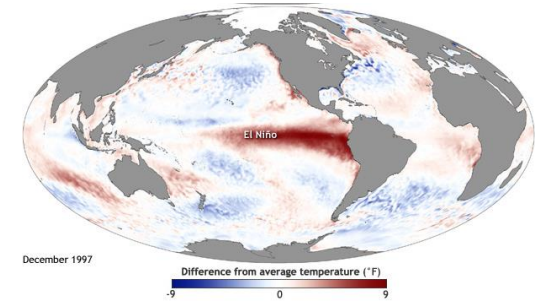 El Niño
December 1997
Difference from average temperature (°F)
-9 0 9